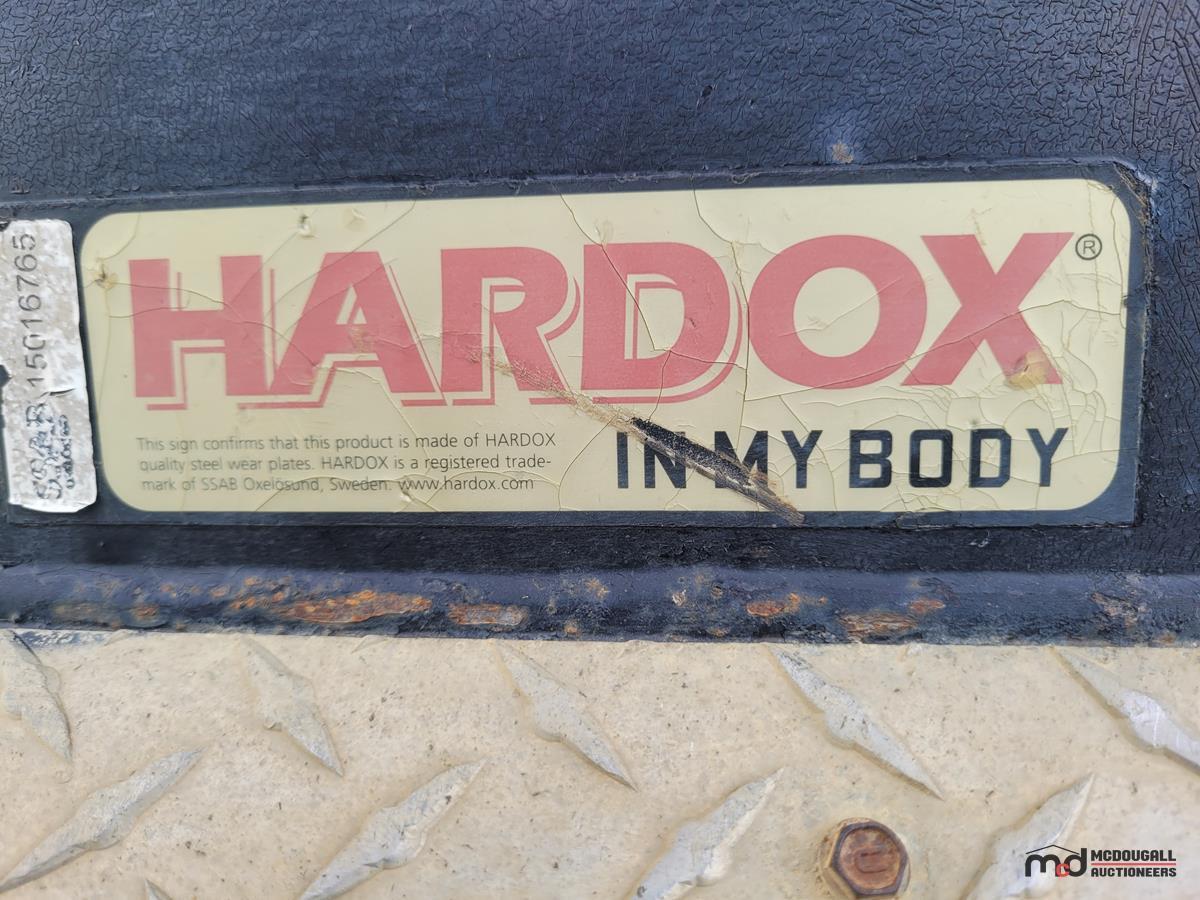 HARDOX®
IN MY BODY
This sign confirms that this product is made of HARDOX
quality steel wear plates. HARDOX is a registered trade-
mark of SSAB Oxelösund, Sweden. www.hardox.com
15016765
mcd MCDOUGALL
AUCTIONEERS